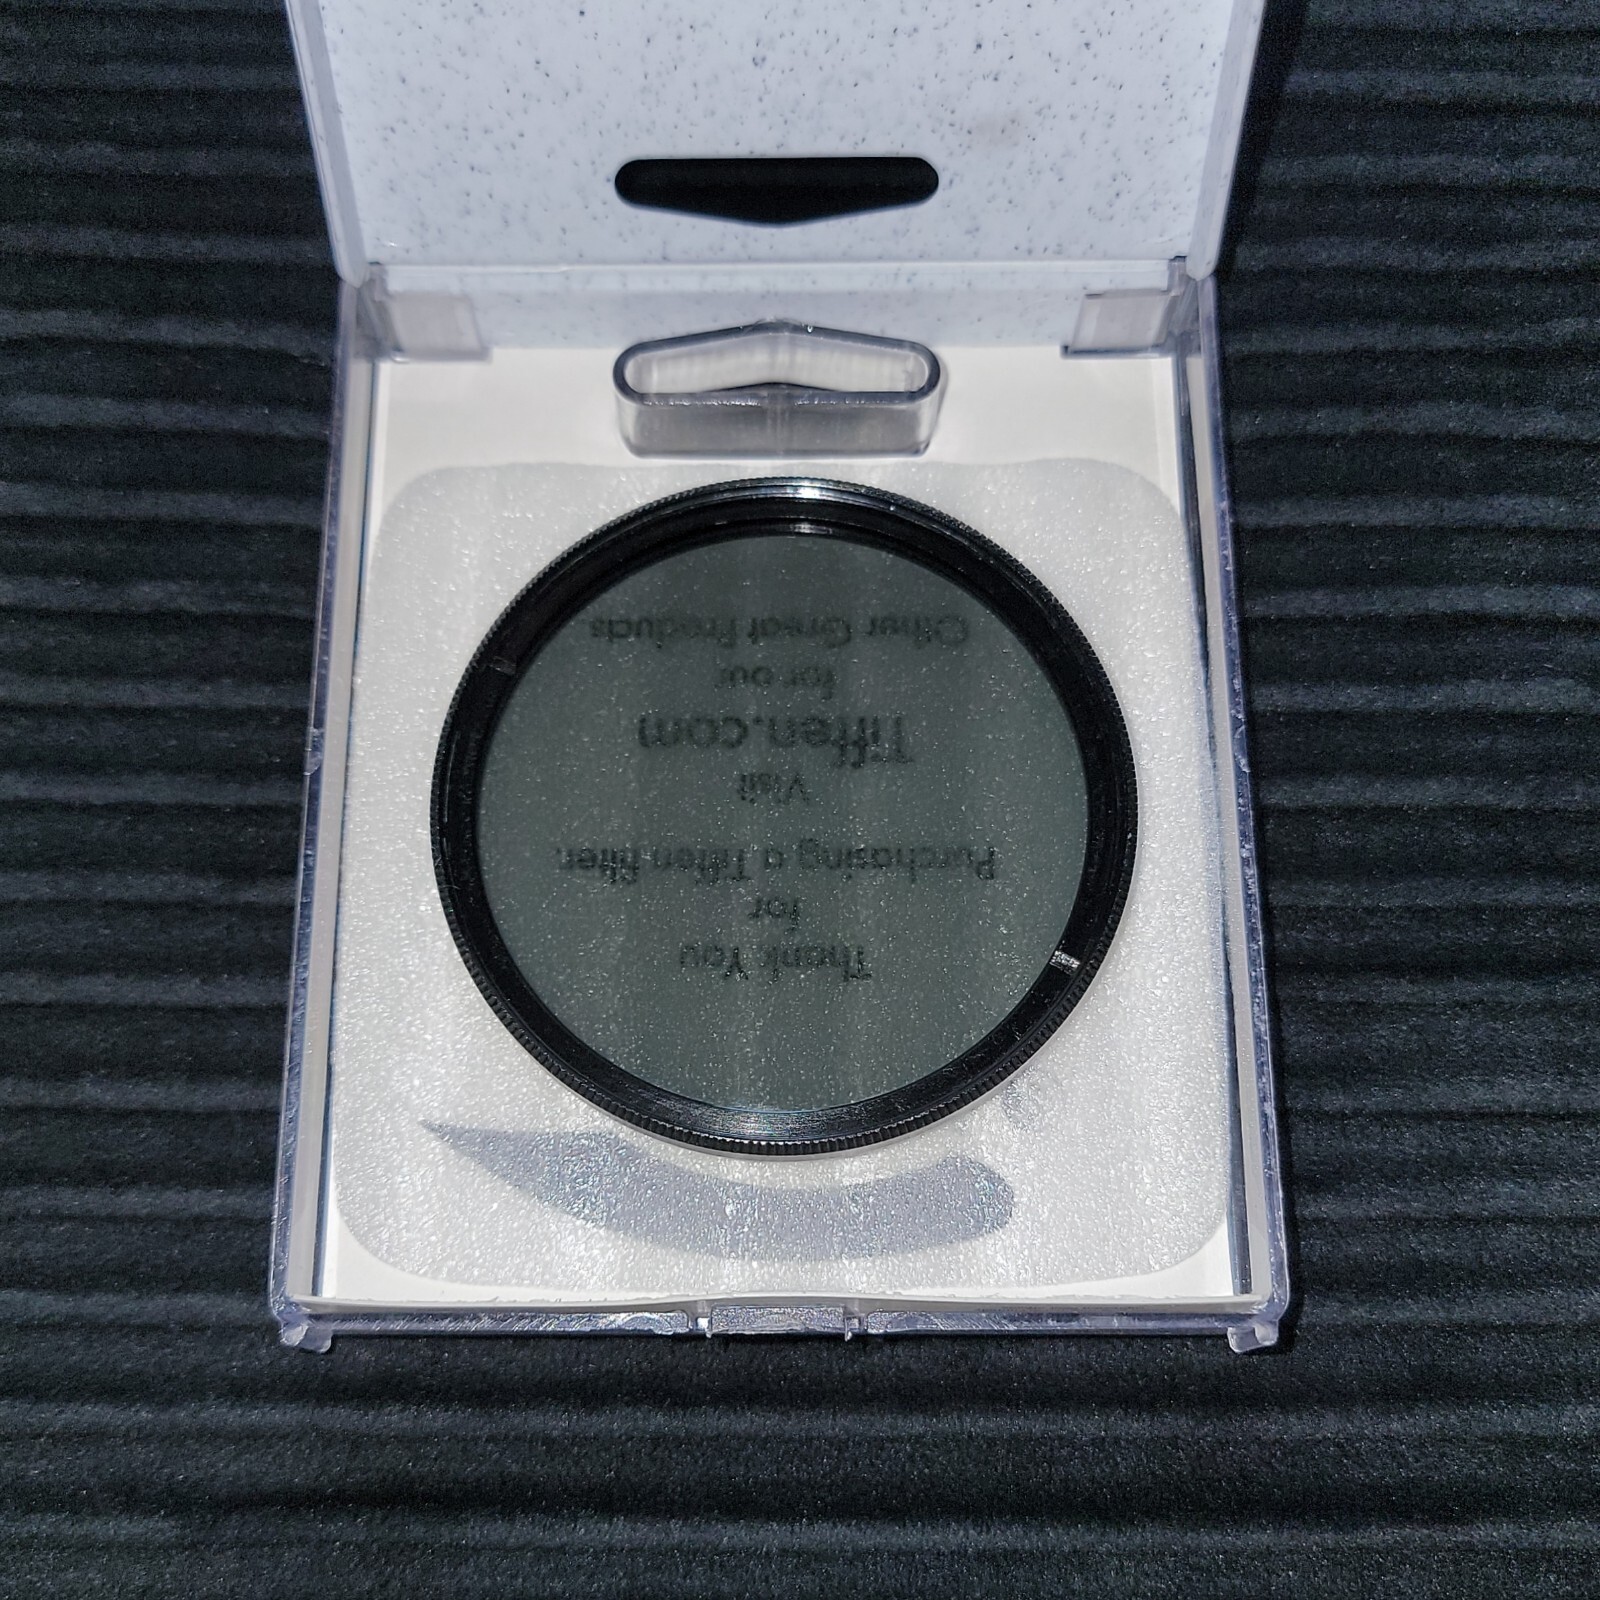 Thank You
for
Purchasing a Tiffen filter.
Visit
Tiffen.com
for our
Other Great Products.